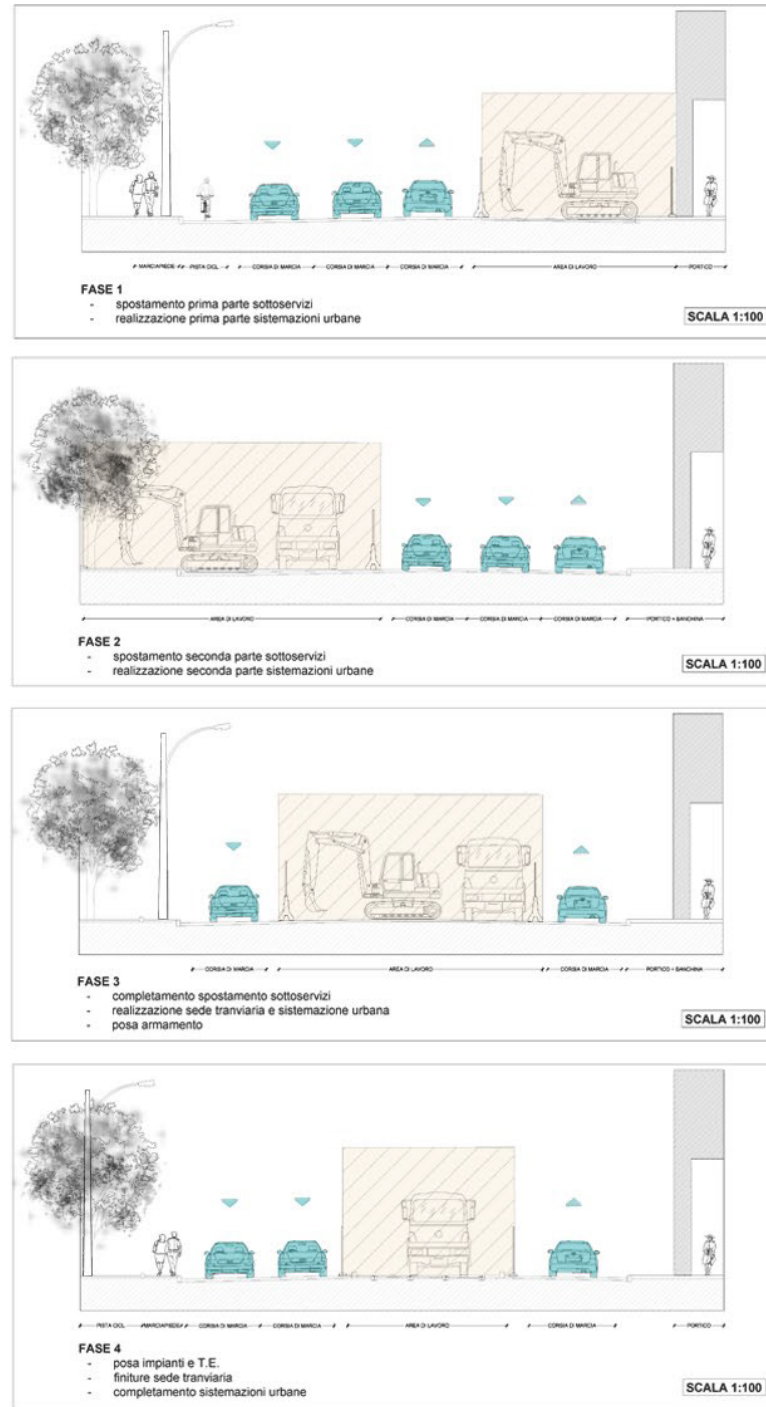 MARCIAPIEDE PISTA CICL. CORSIA DI MARCIA CORSIA DI MARCIA CORSIA DI MARCIA AREA DI LAVORO PORTICO
FASE 1
- spostamento prima parte sottoservizi
- realizzazione prima parte sistemazioni urbane
SCALA 1:100
AREA DI LAVORO CORSIA DI MARCIA CORSIA DI MARCIA CORSIA DI MARCIA PORTICO + BANCHINA
FASE 2
- spostamento seconda parte sottoservizi
- realizzazione seconda parte sistemazioni urbane
SCALA 1:100
CORSIA DI MARCIA AREA DI LAVORO CORSIA DI MARCIA PORTICO + BANCHINA
FASE 3
- completamento spostamento sottoservizi
- realizzazione sede tranviaria e sistemazione urbana
- posa armamento
SCALA 1:100
PISTA CICL. MARCIAPIEDE CORSIA DI MARCIA CORSIA DI MARCIA AREA DI LAVORO CORSIA DI MARCIA PORTICO
FASE 4
- posa impianti e T.E.
- finiture sede tranviaria
- completamento sistemazioni urbane
SCALA 1:100